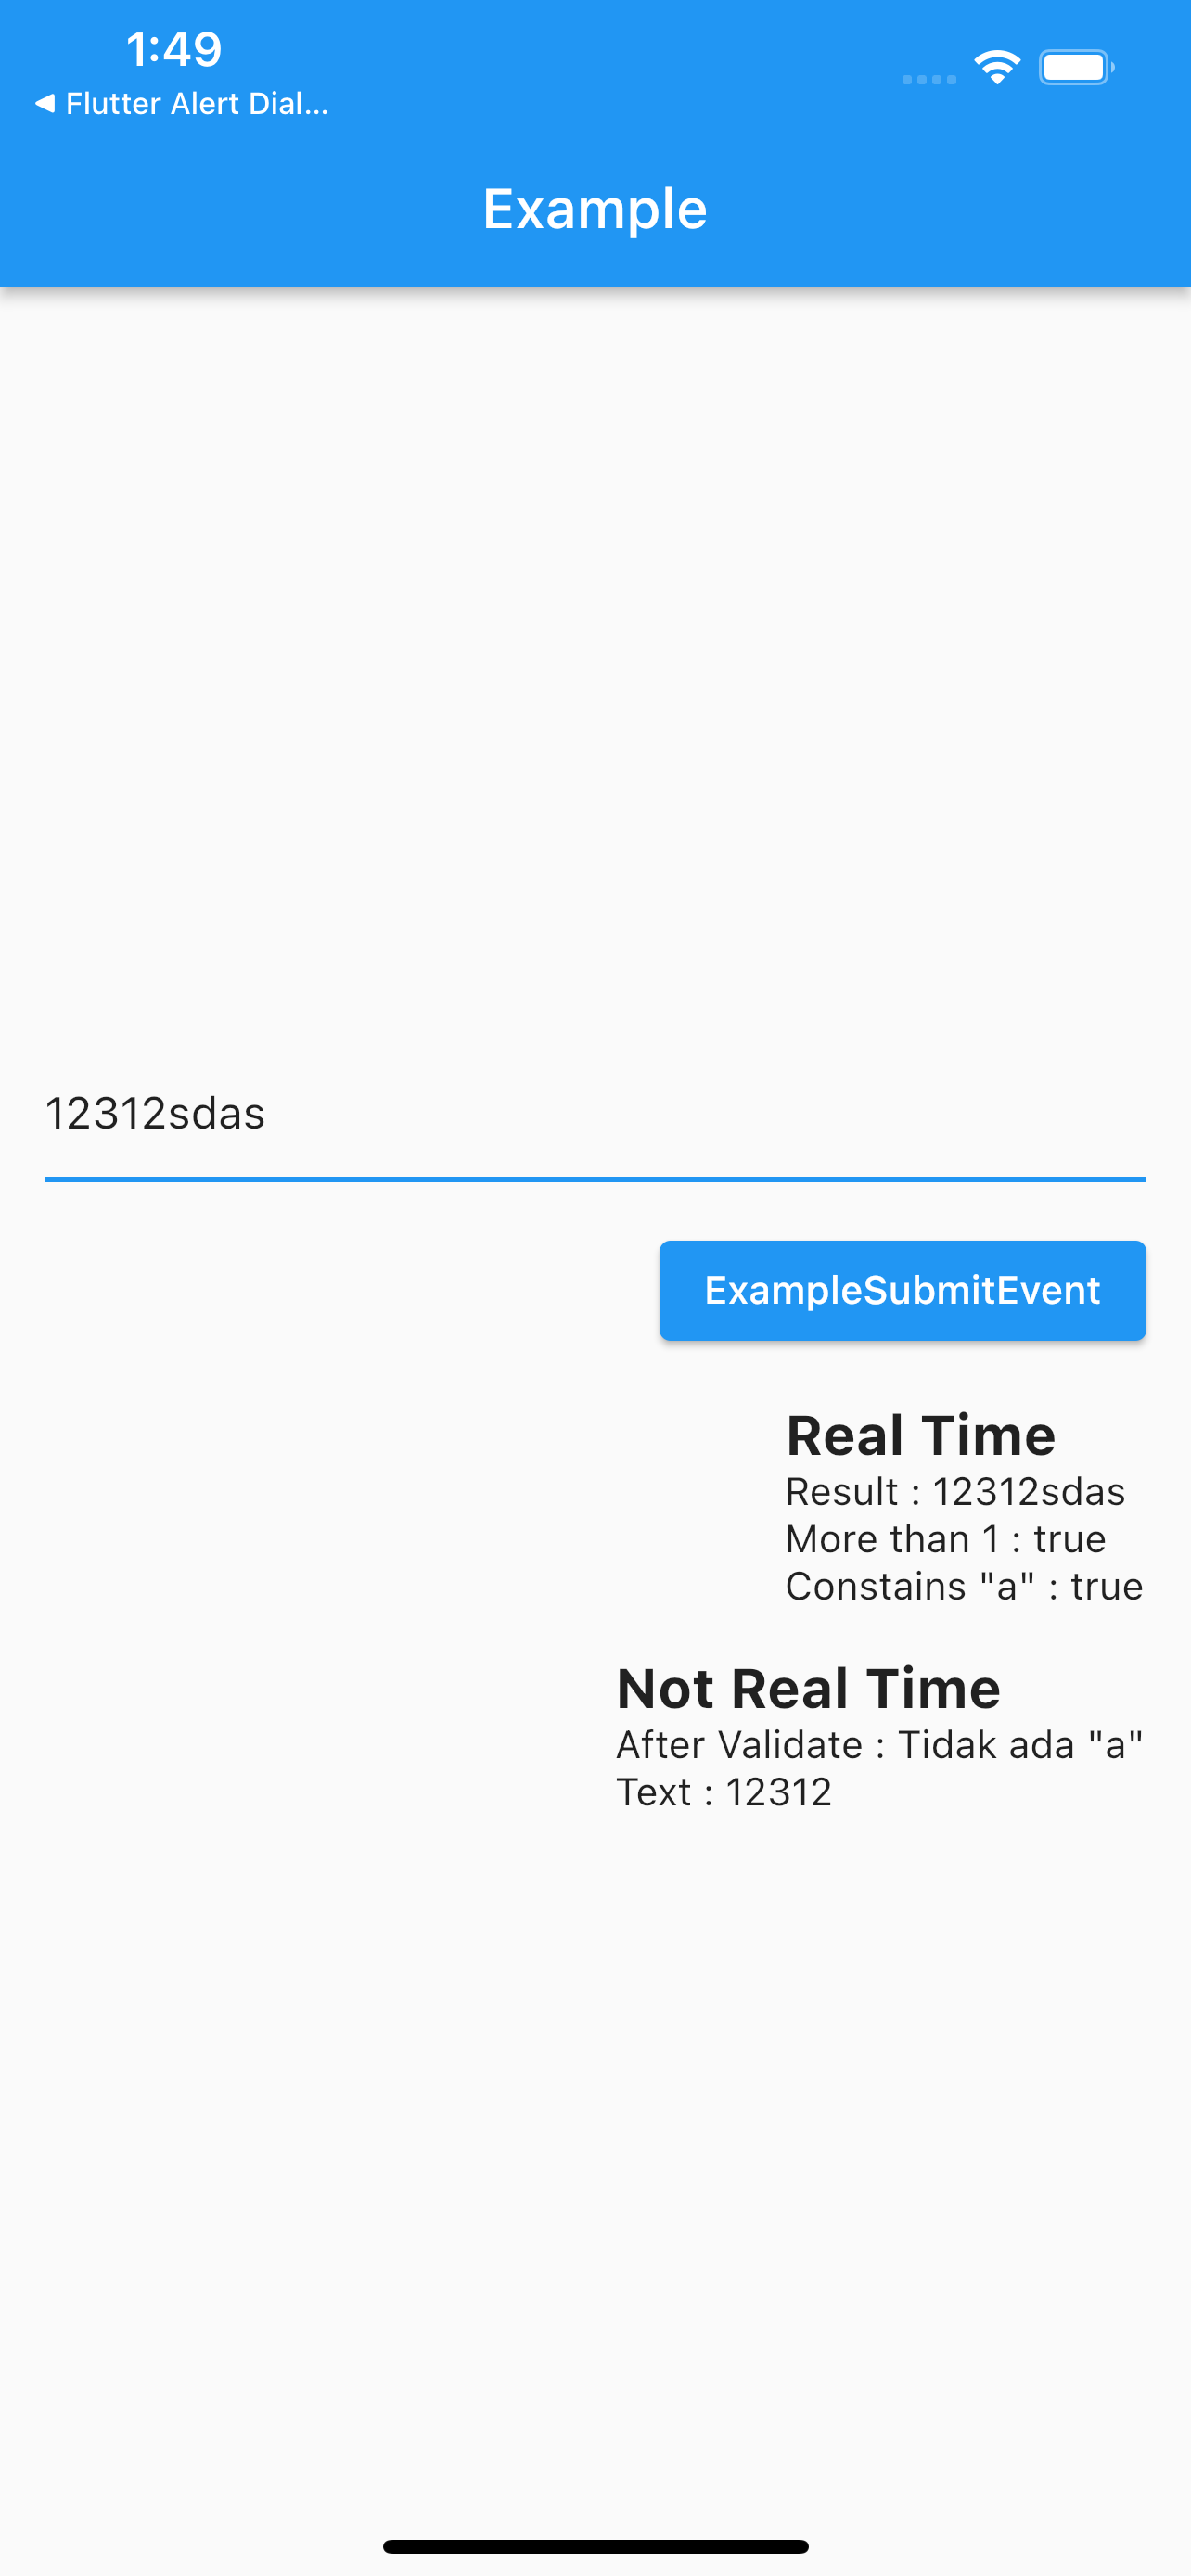 1:49
Flutter Alert Dial...
Example
12312sdas
ExampleSubmitEvent
Real Time
Result : 12312sdas
More than 1 : true
Constains "a" : true
Not Real Time
After Validate : Tidak ada "a"
Text : 12312